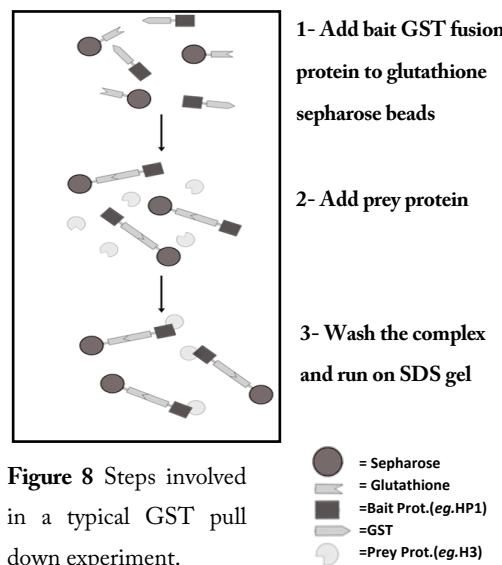 1- Add bait GST fusion
protein to glutathione
sepharose beads
2- Add prey protein
3- Wash the complex
and run on SDS gel
Figure 8 Steps involved
in a typical GST pull
down experiment.
= Sepharose
= Glutathione
=Bait Prot.(eg.HP1)
=GST
=Prey Prot.(eg.H3)